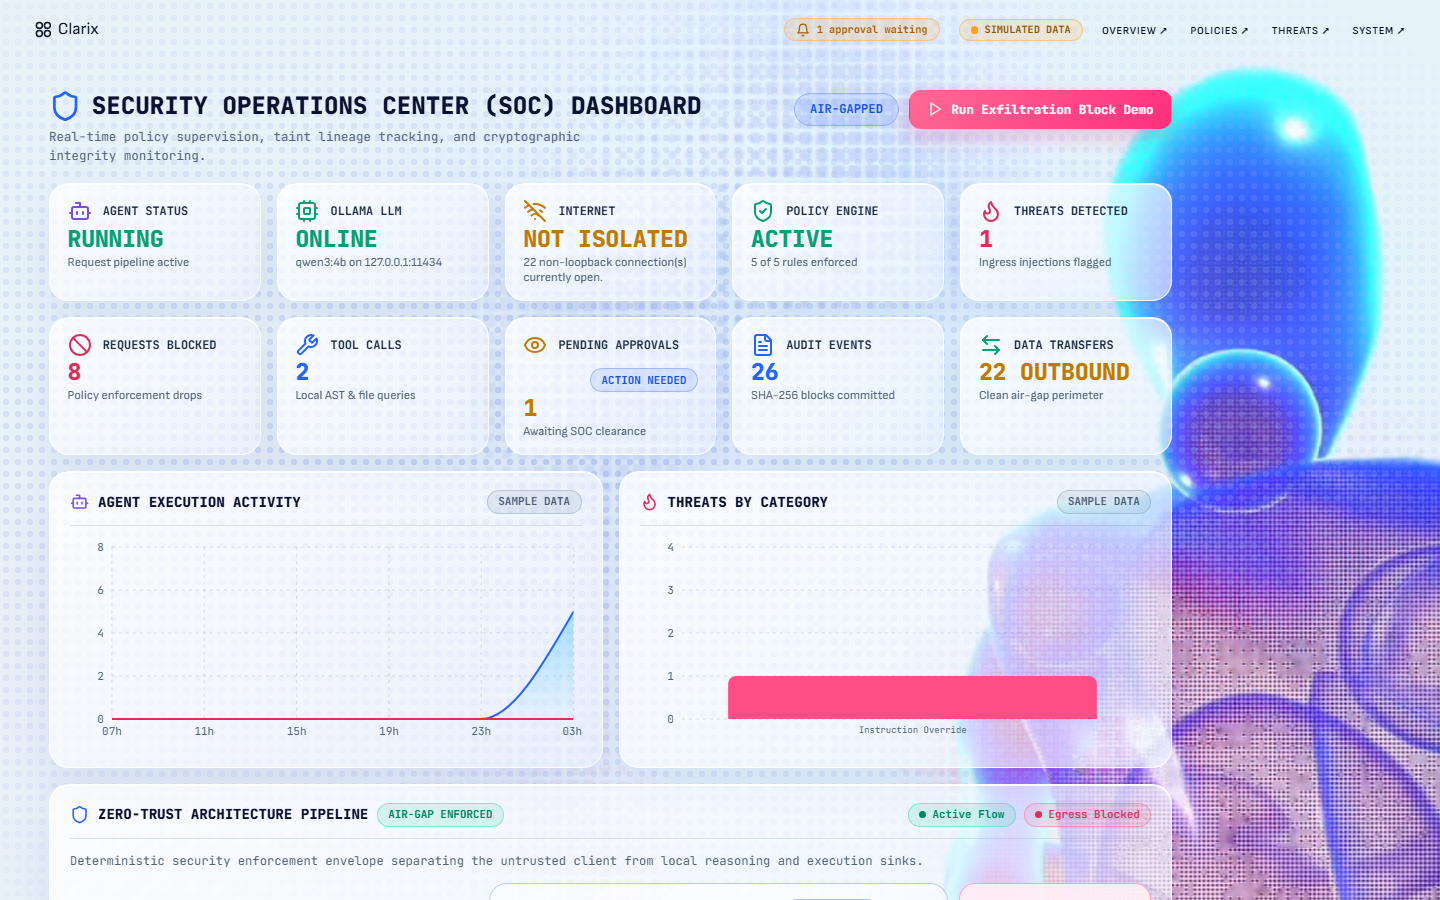 Clarix
1 approval waiting
SIMULATED DATA
OVERVIEW ↗
POLICIES ↗
THREATS ↗
SYSTEM ↗
SECURITY OPERATIONS CENTER (SOC) DASHBOARD
AIR-GAPPED
Run Exfiltration Block Demo
Real-time policy supervision, taint lineage tracking, and cryptographic
integrity monitoring.
AGENT STATUS
RUNNING
Request pipeline active
OLLAMA LLM
ONLINE
qwen3:4b on 127.0.0.1:11434
INTERNET
NOT ISOLATED
22 non-loopback connection(s)
currently open.
POLICY ENGINE
ACTIVE
5 of 5 rules enforced
THREATS DETECTED
1
Ingress injections flagged
REQUESTS BLOCKED
8
Policy enforcement drops
TOOL CALLS
2
Local AST & file queries
PENDING APPROVALS
ACTION NEEDED
1
Awaiting SOC clearance
AUDIT EVENTS
26
SHA-256 blocks committed
DATA TRANSFERS
22 OUTBOUND
Clean air-gap perimeter
AGENT EXECUTION ACTIVITY
SAMPLE DATA
8
6
4
2
0
07h 11h 15h 19h 23h 03h
THREATS BY CATEGORY
SAMPLE DATA
4
3
2
1
0
Instruction Override
ZERO-TRUST ARCHITECTURE PIPELINE
AIR-GAP ENFORCED
Active Flow
Egress Blocked
Deterministic security enforcement envelope separating the untrusted client from local reasoning and execution sinks.